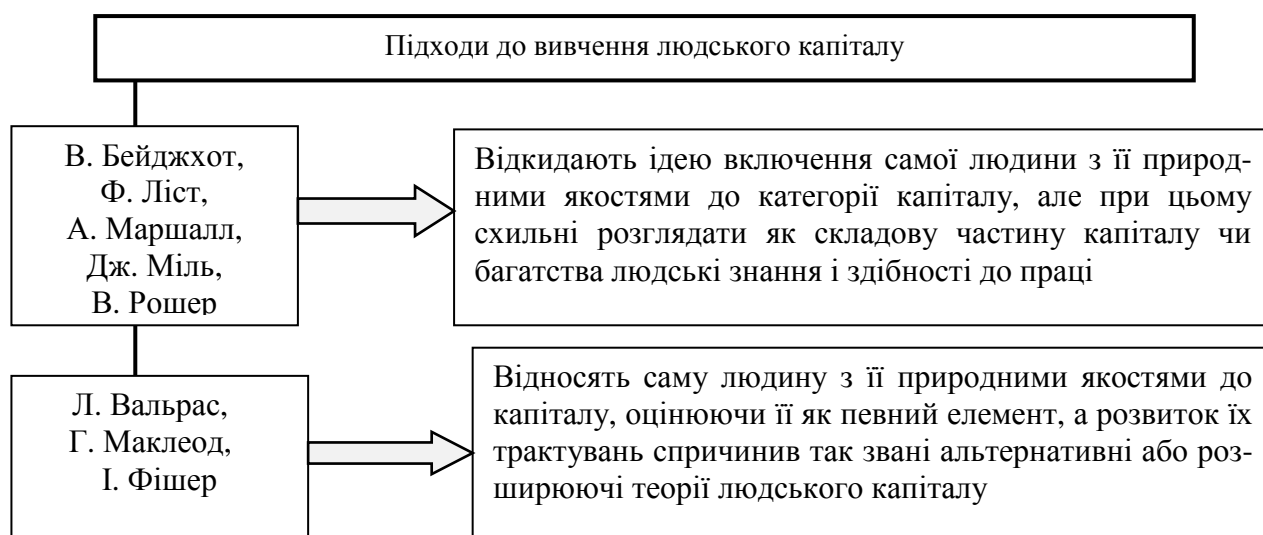 Підходи до вивчення людського капіталу
В. Бейджхот,
Ф. Ліст,
А. Маршалл,
Дж. Міль,
В. Рошер
Відкидають ідею включення самої людини з її природ-
ними якостями до категорії капіталу, але при цьому
схильні розглядати як складову частину капіталу чи
багатства людські знання і здібності до праці
Л. Вальрас,
Г. Маклеод,
І. Фішер
Відносять саму людину з її природними якостями до
капіталу, оцінюючи її як певний елемент, а розвиток їх
трактувань спричинив так звані альтернативні або роз-
ширюючі теорії людського капіталу